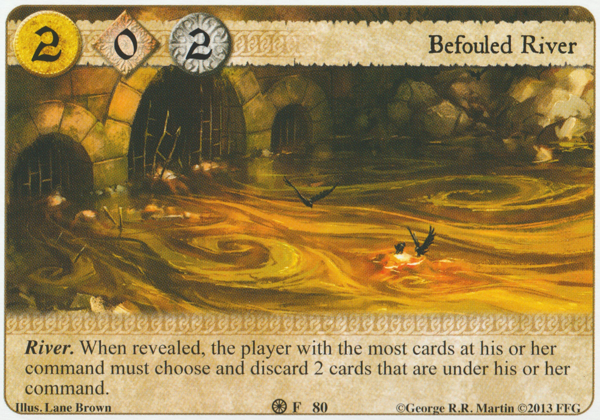 2 0 2 Befouled River
River. When revealed, the player with the most cards at his or her
command must choose and discard 2 cards that are under his or her
command.
Illus. Lane Brown F 80 ©George R.R. Martin ©2013 FFG